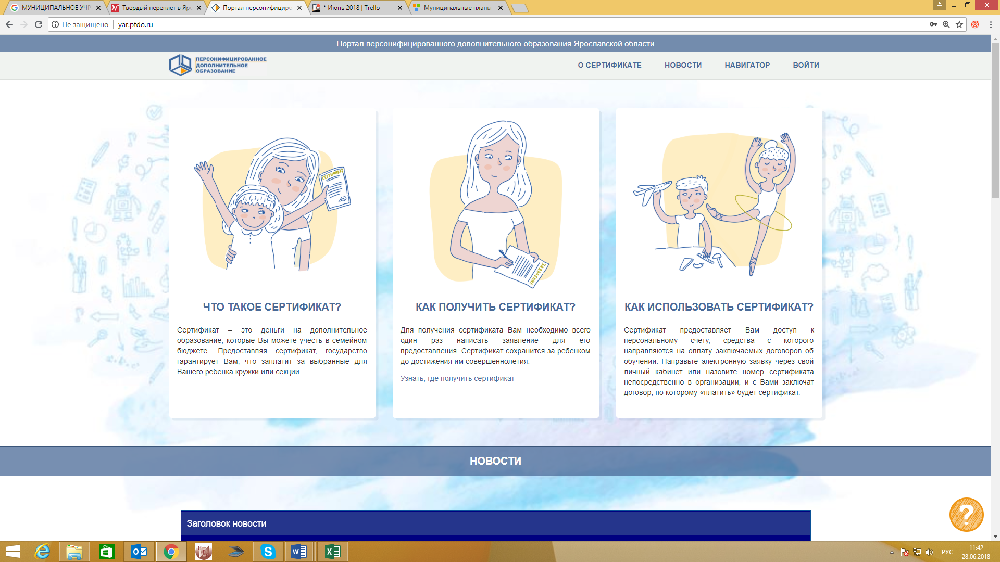 МУНИЦИПАЛЬНОЕ УЧР
Твердый переплет в Яро
Портал персонифициро
* Июнь 2018 | Trello
Муниципальные планы-
Не защищено
yar.pfdo.ru
Портал персонифицированного дополнительного образования Ярославской области
ПЕРСОНИФИЦИРОВАННОЕ
ДОПОЛНИТЕЛЬНОЕ
ОБРАЗОВАНИЕ
О СЕРТИФИКАТЕ
НОВОСТИ
НАВИГАТОР
ВОЙТИ
СЕРТИФИКАТ
ЗАЯВЛЕНИЕ
ЧТО ТАКОЕ СЕРТИФИКАТ?
Сертификат – это деньги на дополнительное
образование, которые Вы можете учесть в семейном
бюджете. Предоставляя сертификат, государство
гарантирует Вам, что заплатит за выбранные для
Вашего ребенка кружки или секции
КАК ПОЛУЧИТЬ СЕРТИФИКАТ?
Для получения сертификата Вам необходимо всего
один раз написать заявление для его
предоставления. Сертификат сохранится за ребенком
до достижения им совершеннолетия.
Узнать, где получить сертификат
КАК ИСПОЛЬЗОВАТЬ СЕРТИФИКАТ?
Сертификат предоставляет Вам доступ к
персональному счету, средства с которого
направляются на оплату заключаемых договоров об
обучении. Направьте электронную заявку через свой
личный кабинет или назовите номер сертификата
непосредственно в организации, и с Вами заключат
договор, по которому «платить» будет сертификат.
НОВОСТИ
Заголовок новости
?
РУС
11:42
28.06.2018